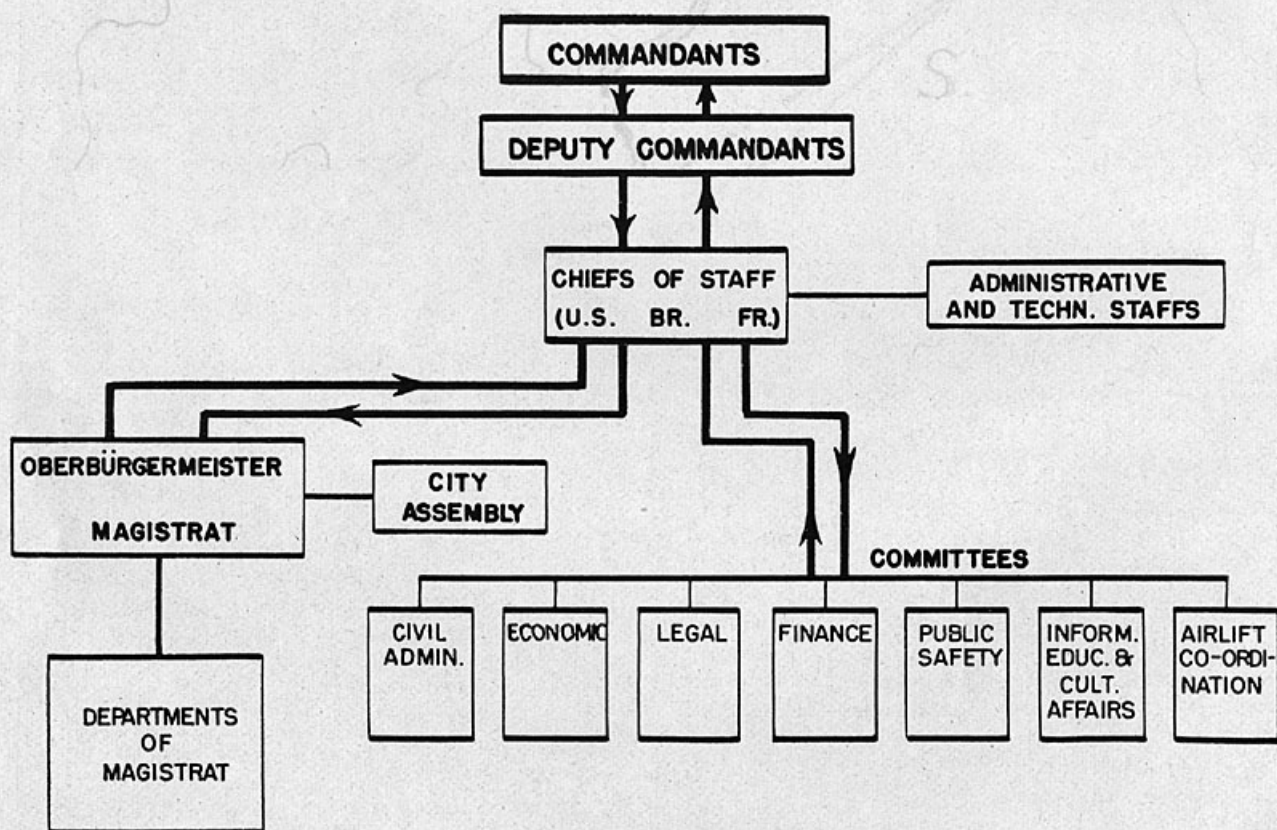 COMMANDANTS
DEPUTY COMMANDANTS
CHIEFS OF STAFF
(U.S. BR. FR.)
ADMINISTRATIVE
AND TECHN. STAFFS
OBERBÜRGERMEISTER
MAGISTRAT
CITY
ASSEMBLY
COMMITTEES
CIVIL
ADMIN.
ECONOMIC
LEGAL
FINANCE
PUBLIC
SAFETY
INFORM.
EDUC. &
CULT.
AFFAIRS
AIRLIFT
CO-ORDI-
NATION
DEPARTMENTS
OF
MAGISTRAT